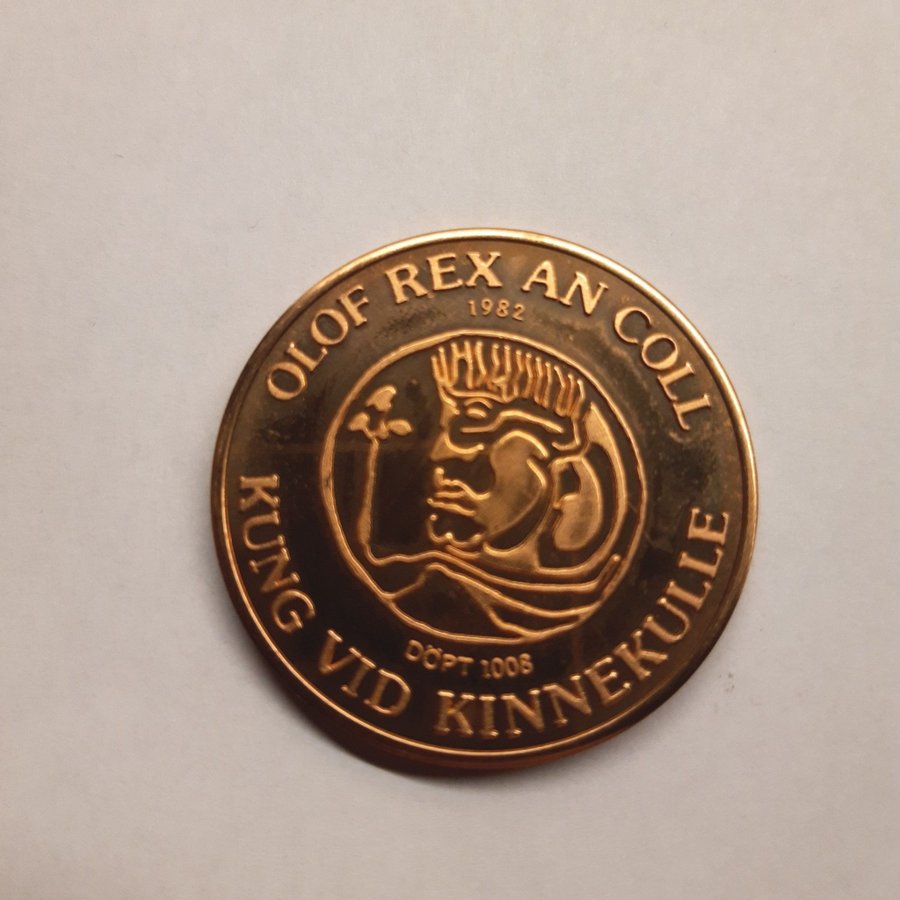 OLOF REX AN COLL
1982
DÖPT 1008
KUNG VID KINNEKULLE